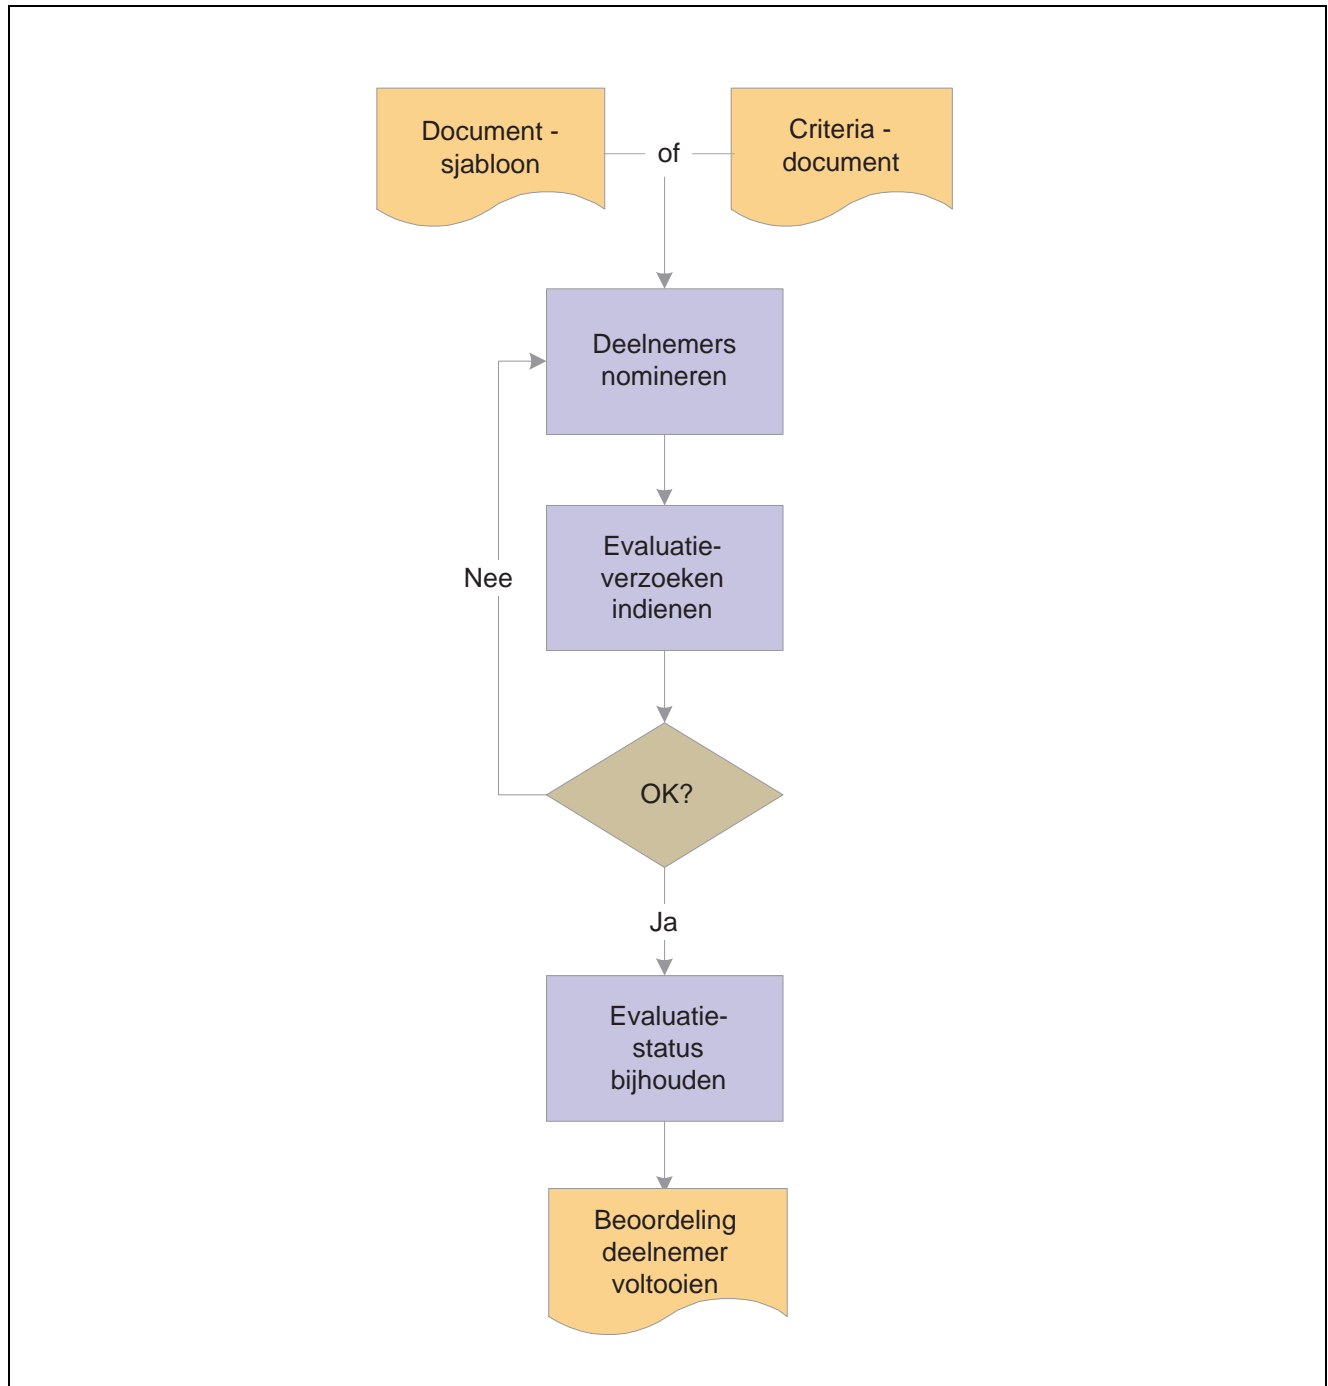 Document -
sjabloon
of
Criteria -
document
Deelnemers
nomineren
Evaluatie-
verzoeken
indienen
Nee
OK?
Ja
Evaluatie-
status
bijhouden
Beoordeling
deelnemer
voltooien